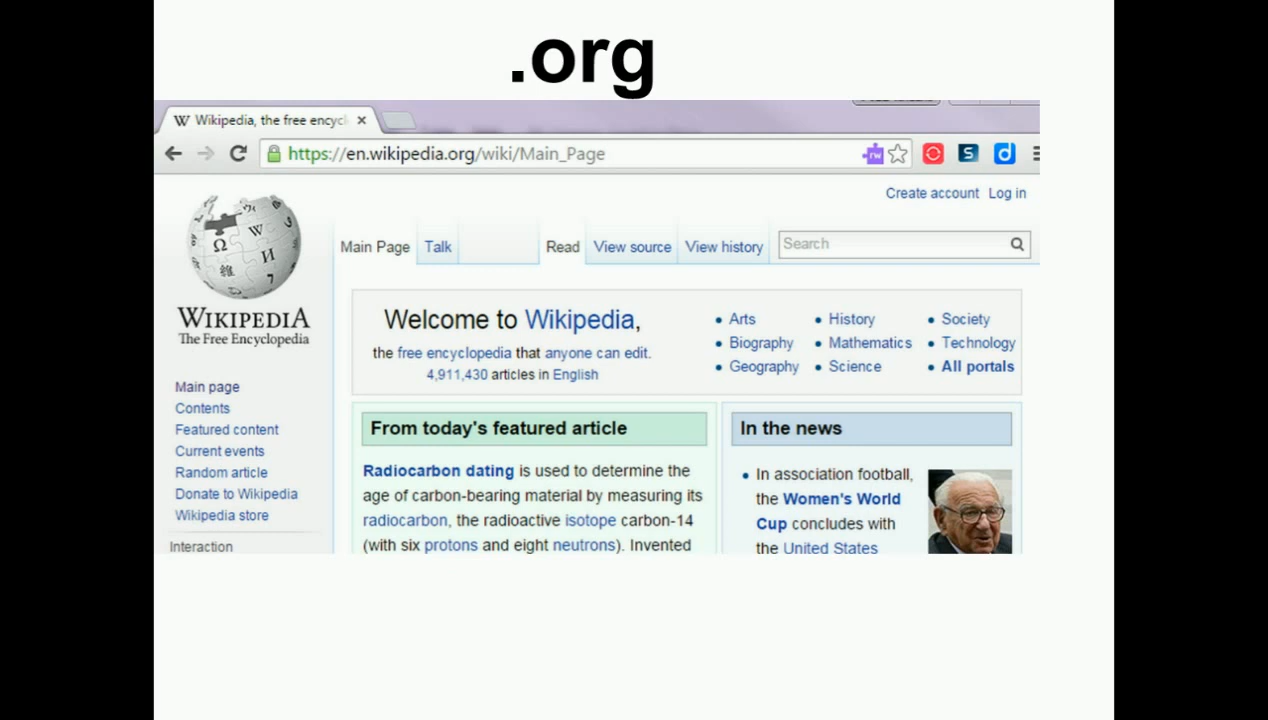 .org
Wikipedia, the free encycl
https://en.wikipedia.org/wiki/Main_Page
Create account Log in
Main Page Talk Read View source View history Search
WIKIPEDIA
The Free Encyclopedia
Main page
Contents
Featured content
Current events
Random article
Donate to Wikipedia
Wikipedia store
Interaction
Welcome to Wikipedia,
the free encyclopedia that anyone can edit.
4,911,430 articles in English
• Arts
• Biography
• Geography
• History
• Mathematics
• Science
• Society
• Technology
• All portals
From today's featured article
Radiocarbon dating is used to determine the
age of carbon-bearing material by measuring its
radiocarbon, the radioactive isotope carbon-14
(with six protons and eight neutrons). Invented
In the news
• In association football,
the Women's World
Cup concludes with
the United States